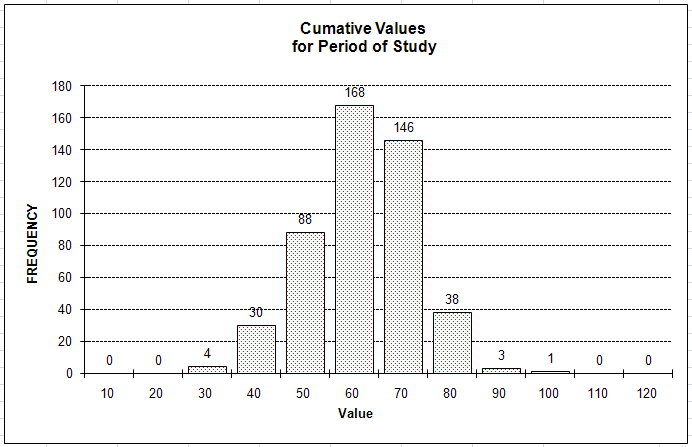 Cumative Values
for Period of Study
FREQUENCY
180
160
140
120
100
80
60
40
20
0
0 0 4 30 88 168 146 38 3 1 0 0
10 20 30 40 50 60 70 80 90 100 110 120
Value